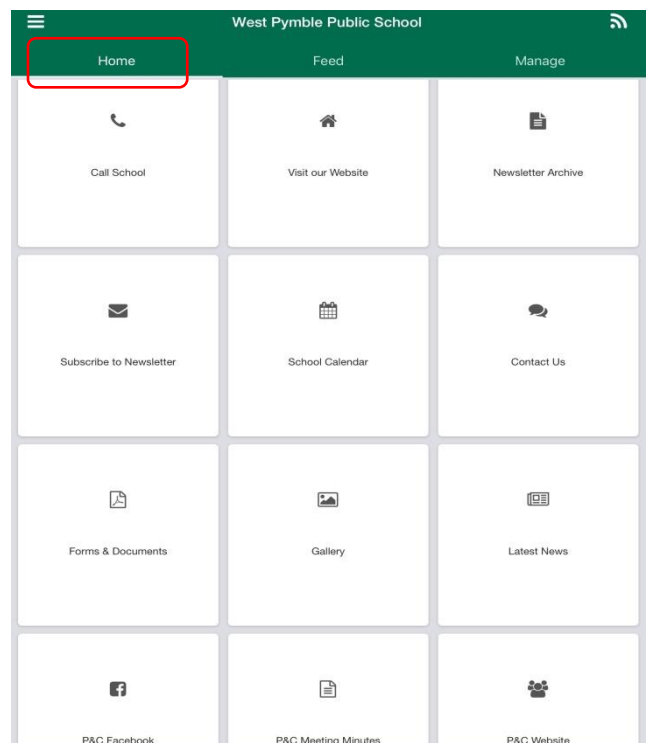 West Pymble Public School
Home Feed Manage
Call School Visit our Website Newsletter Archive
Subscribe to Newsletter School Calendar Contact Us
Forms & Documents Gallery Latest News
P&C Facebook P&C Meeting Minutes P&C Website